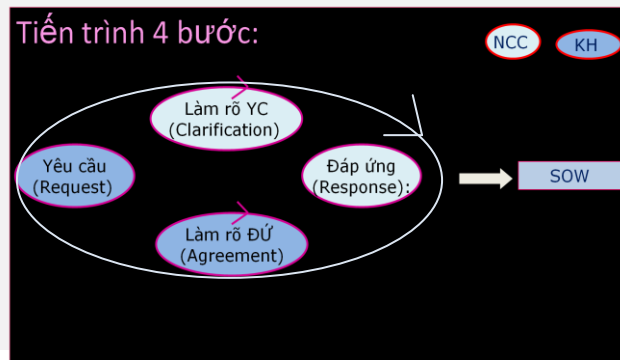 Tiến trình 4 bước:
NCC
KH
Làm rõ YC
(Clarification)
Yêu cầu
(Request)
Đáp ứng
(Response):
SOW
Làm rõ ĐỨ
(Agreement)